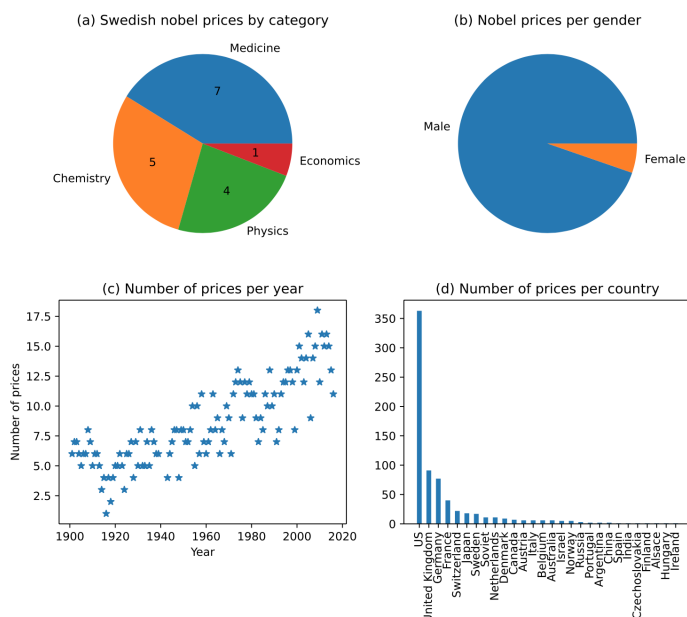 (a) Swedish nobel prices by category
Medicine
7
Chemistry
5
4
Physics
1
Economics
(b) Nobel prices per gender
Male
Female
(c) Number of prices per year
Number of prices
17.5
15.0
12.5
10.0
7.5
5.0
2.5
1900 1920 1940 1960 1980 2000 2020
Year
(d) Number of prices per country
350
300
250
200
150
100
50
0
US
United Kingdom
Germany
France
Switzerland
Japan
Sweden
Soviet
Netherlands
Denmark
Canada
Austria
Italy
Belgium
Australia
Israel
Norway
Russia
Portugal
Argentina
China
Spain
India
Czechoslovakia
Finland
Alsace
Hungary
Ireland